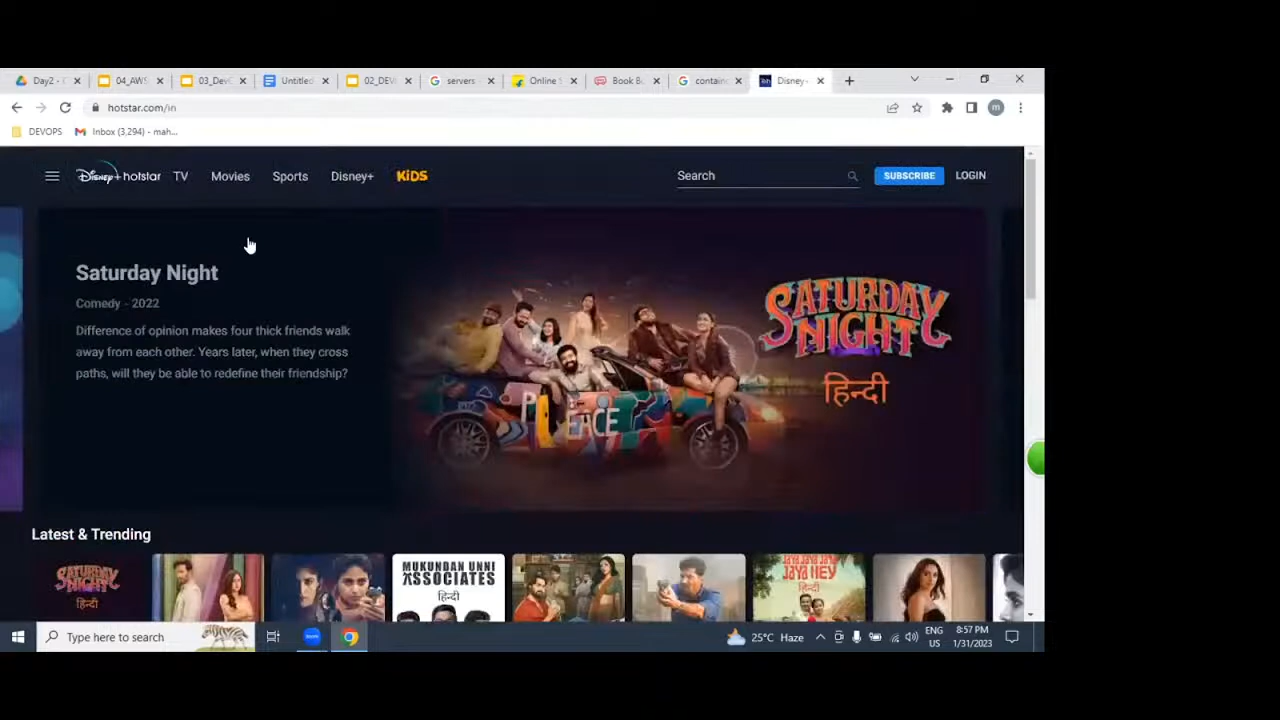 Day2 -
04_AWS
03_Dev
Untitled
02_DEV
servers
Online
Book B
contain
Disney+
hotstar.com/in
DEVOPS
Inbox (3,294) - mah...
Disney+ hotstar
TV
Movies
Sports
Disney+
KiDS
Search
SUBSCRIBE
LOGIN
Saturday Night
Comedy - 2022
Difference of opinion makes four thick friends walk
away from each other. Years later, when they cross
paths, will they be able to redefine their friendship?
PEACE
SATURDAY
NIGHT
हिन्दी
Latest & Trending
SATURDAY
NIGHT
हिन्दी
MUKUNDAN UNNI
ASSOCIATES
हिन्दी
JAYA JAYA JAYA
JAYA HEY
हिन्दी
Type here to search
25°C Haze
ENG
US
8:57 PM
1/31/2023